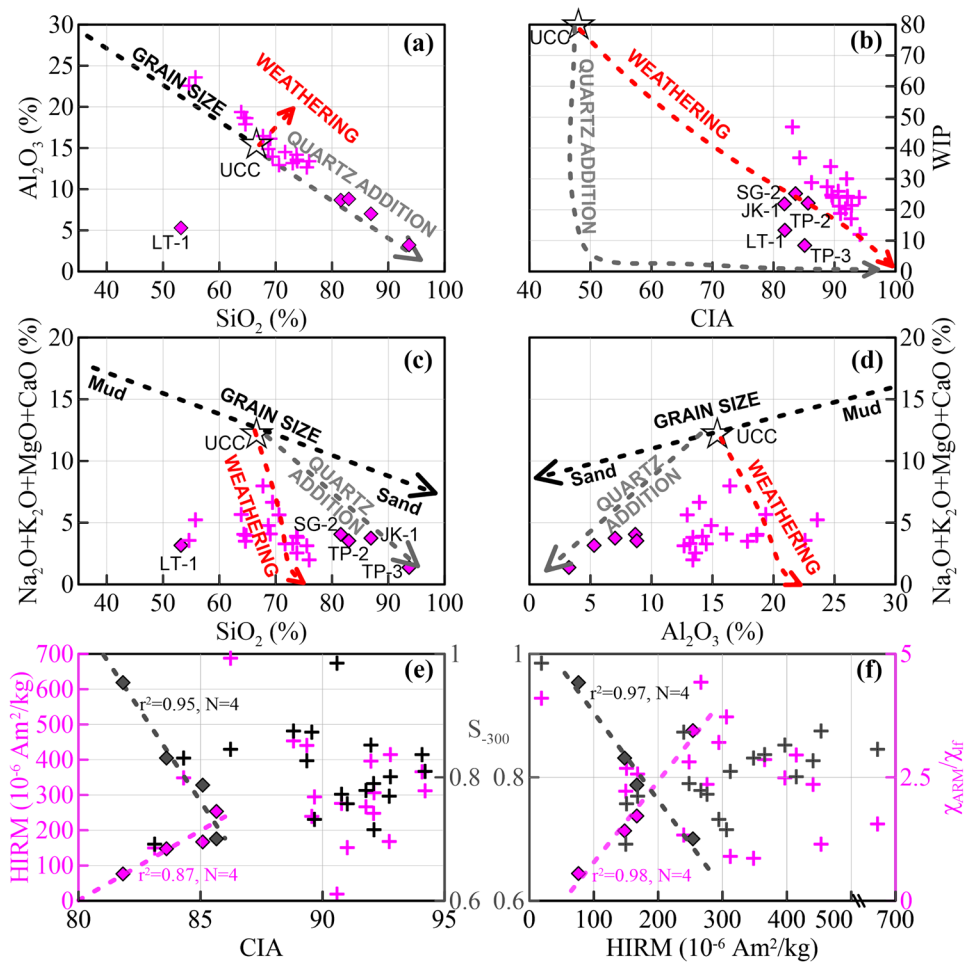 30
25
20
15
10
5
0
Al₂O₃ (%)
(a)
GRAIN SIZE
WEATHERING
UCC
QUARTZ ADDITION
LT-1
40 50 60 70 80 90 100
SiO₂ (%)
(b)
UCC
QUARTZ ADDITION
WEATHERING
SG-2
JK-1
TP-2
LT-1
TP-3
80
70
60
50
40
30
20
10
0
WIP
40 50 60 70 80 90 100
CIA
20
15
10
5
0
Na₂O+K₂O+MgO+CaO (%)
(c)
Mud
GRAIN SIZE
UCC
WEATHERING
QUARTZ
ADDITION
Sand
SG-2
TP-2
JK-1
LT-1
TP-3
40 50 60 70 80 90 100
SiO₂ (%)
(d)
GRAIN SIZE
Mud
Sand
UCC
QUARTZ
ADDITION
WEATHERING
20
15
10
5
0
Na₂O+K₂O+MgO+CaO (%)
0 5 10 15 20 25 30
Al₂O₃ (%)
700
600
500
400
300
200
100
0
HIRM (10⁻⁶ Am²/kg)
(e)
r²=0.95, N=4
r²=0.87, N=4
1
0.8
0.6
S₋₃₀₀
80 85 90 95
CIA
1
0.8
0.6
(f)
r²=0.97, N=4
r²=0.98, N=4
5
2.5
0
χARM/χlf
0 100 200 300 400 500 700
HIRM (10⁻⁶ Am²/kg)